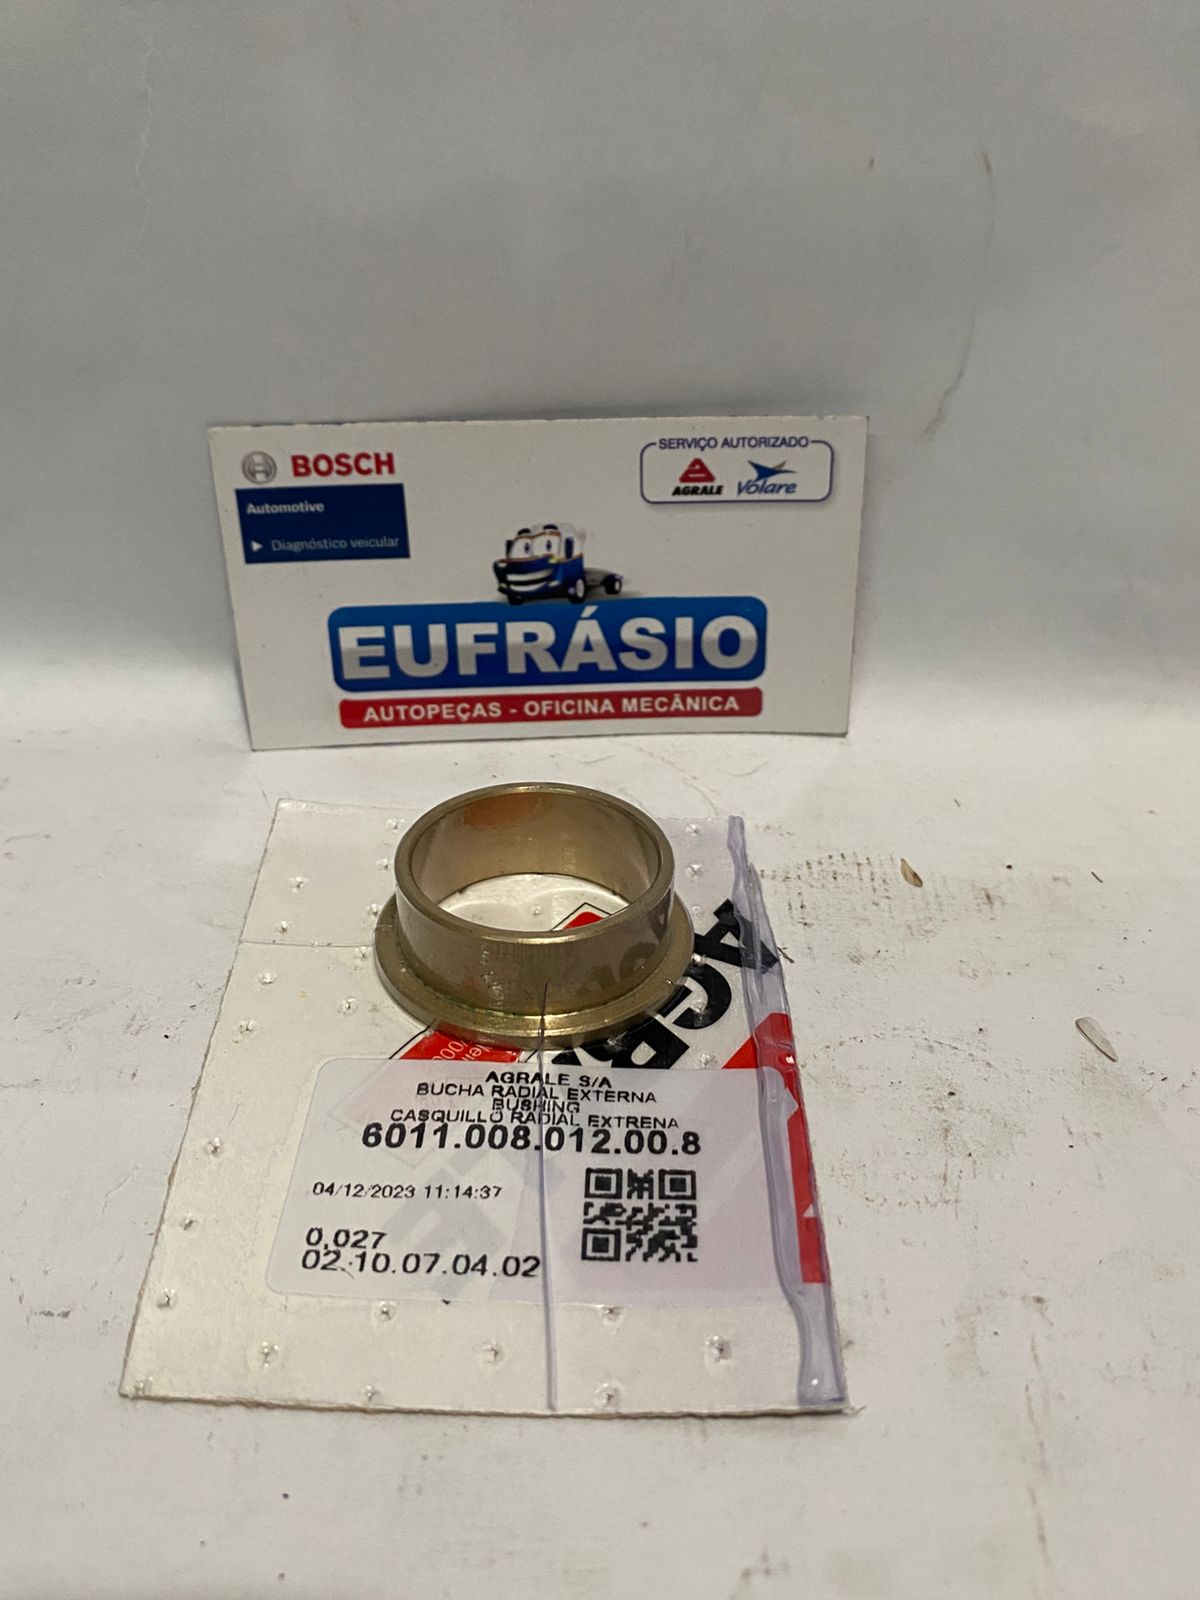 BOSCH
Automotive
Diagnóstico veicular
SERVIÇO AUTORIZADO
AGRALE Volare
EUFRÁSIO
AUTOPEÇAS - OFICINA MECÂNICA
AGRALE S/A
BUCHA RADIAL EXTERNA
BUSHING
CASQUILLO RADIAL EXTRENA
6011.008.012.00.8
04/12/2023 11:14:37
0,027
02.10.07.04.02